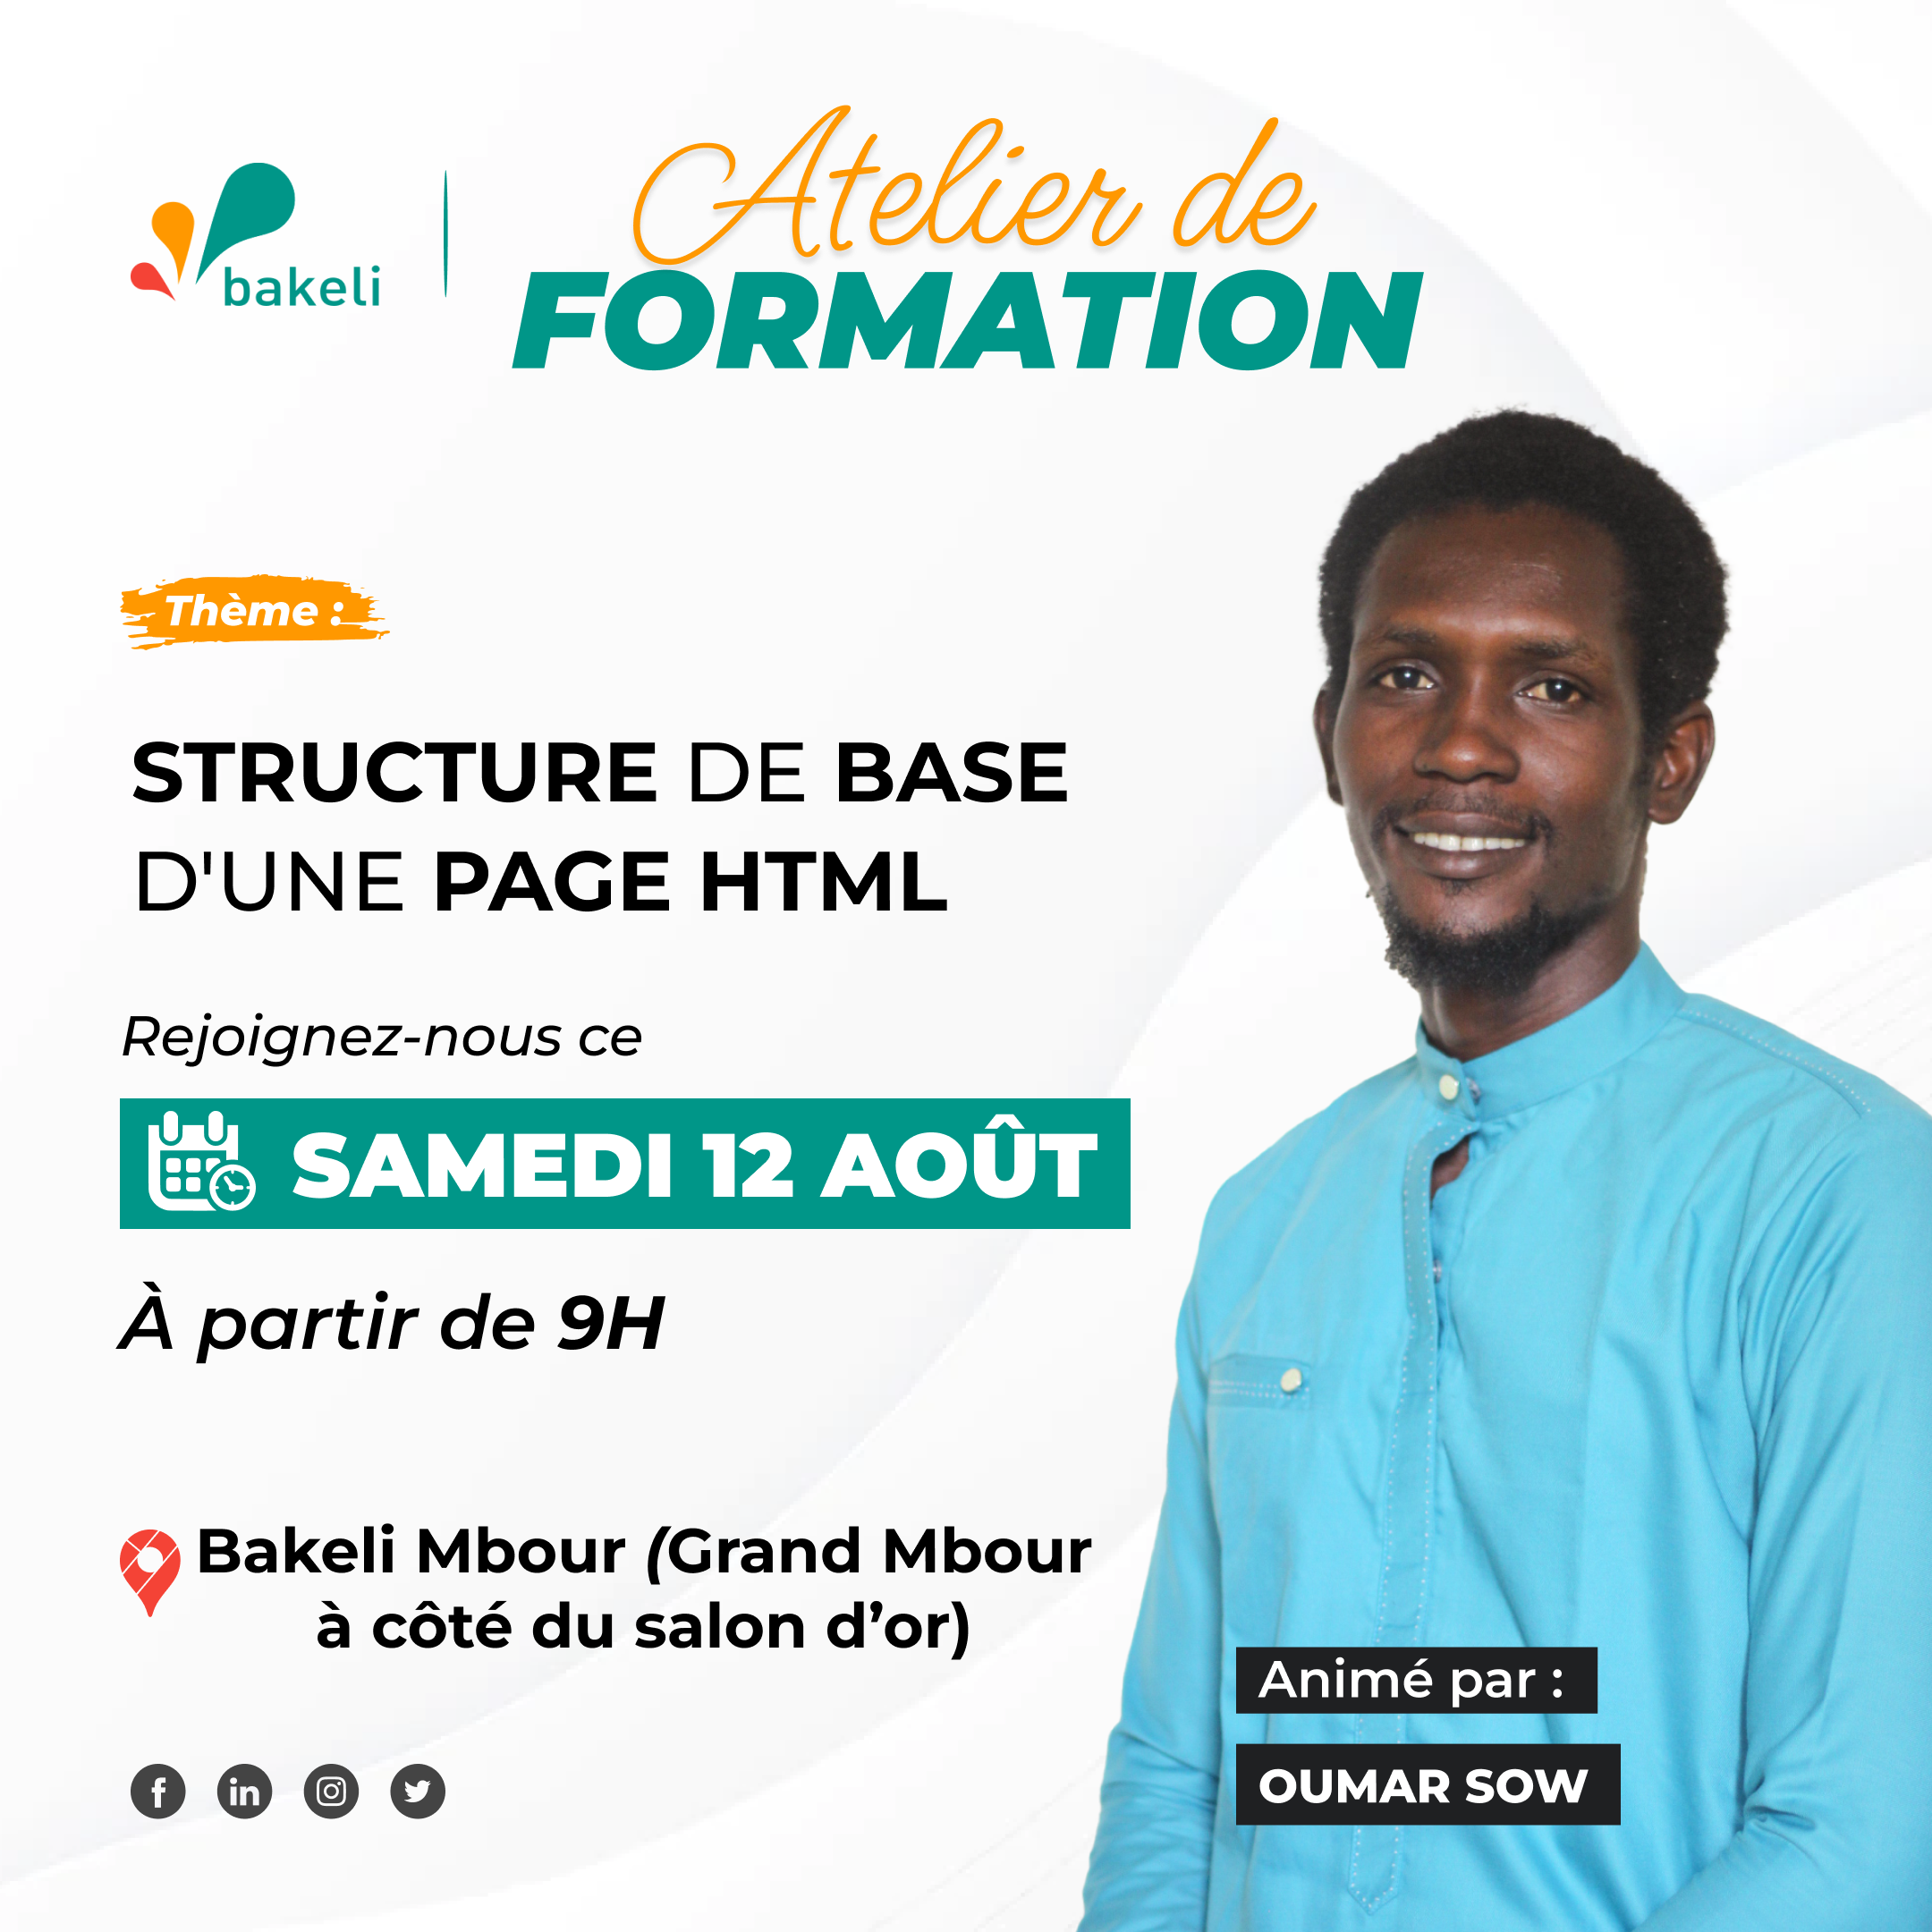 bakeli
Atelier de
FORMATION
Thème :
STRUCTURE DE BASE
D'UNE PAGE HTML
Rejoignez-nous ce
SAMEDI 12 AOÛT
À partir de 9H
Bakeli Mbour (Grand Mbour
à côté du salon d’or)
Animé par :
OUMAR SOW